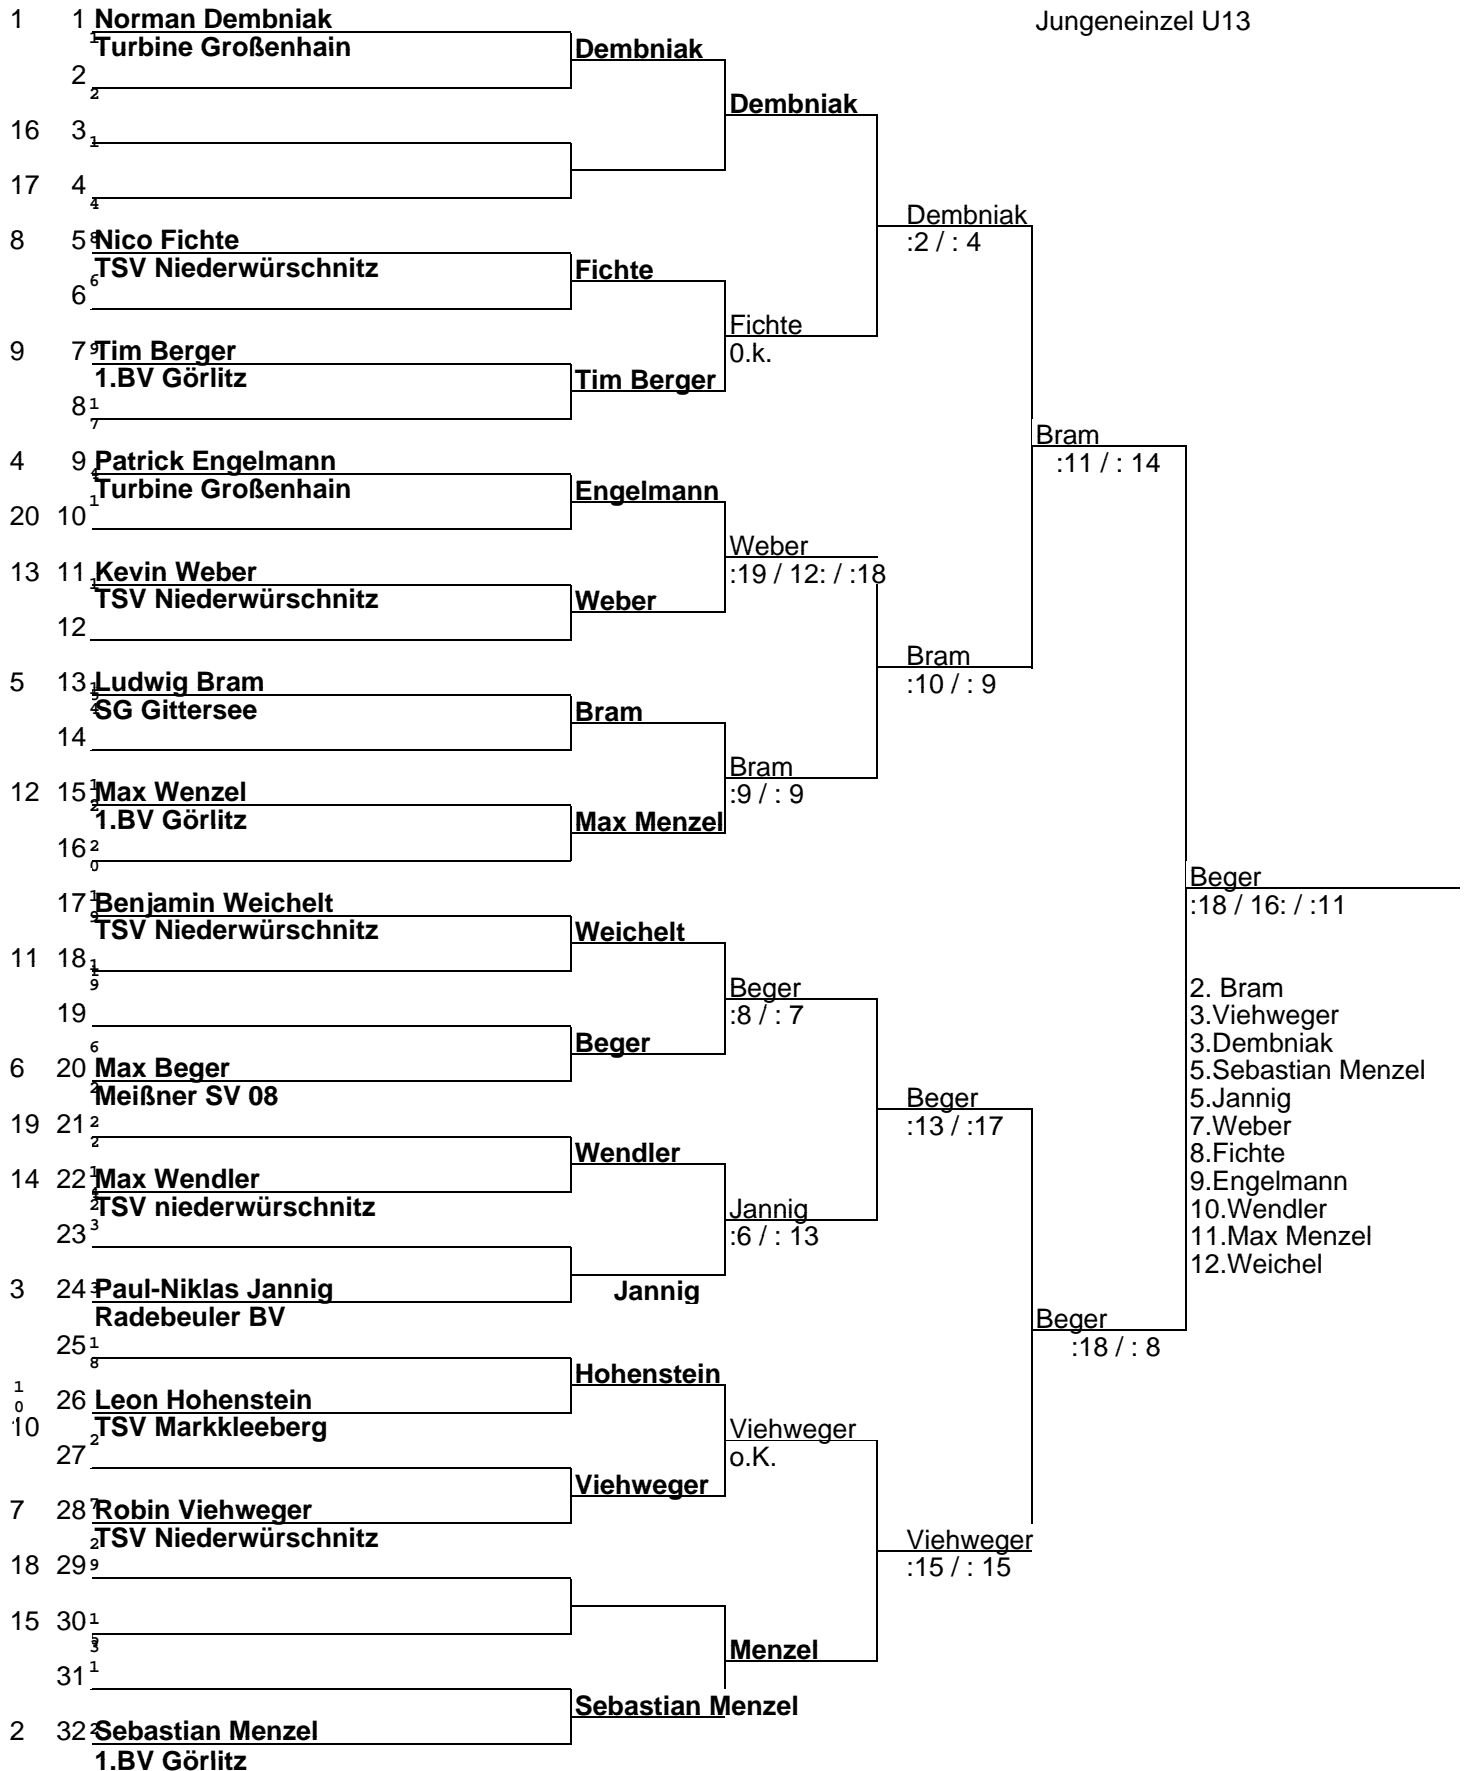 Jungeneinzel U13
1 1 Norman Dembniak
Turbine Großenhain
Dembniak
2
Dembniak
16 3
17 4
Dembniak
:2 / : 4
8 5 Nico Fichte
TSV Niederwürschnitz
Fichte
6
Fichte
0.k.
9 7 Tim Berger
1.BV Görlitz
Tim Berger
8
Bram
:11 / : 14
4 9 Patrick Engelmann
Turbine Großenhain
Engelmann
20 10
Weber
:19 / 12: / :18
13 11 Kevin Weber
TSV Niederwürschnitz
Weber
12
Bram
:10 / : 9
5 13 Ludwig Bram
SG Gittersee
Bram
14
Bram
:9 / : 9
12 15 Max Wenzel
1.BV Görlitz
Max Menzel
16
Beger
:18 / 16: / :11
17 Benjamin Weichelt
TSV Niederwürschnitz
Weichelt
11 18
Beger
:8 / : 7
19
Beger
6 20 Max Beger
Meißner SV 08
Beger
:13 / :17
19 21
Wendler
14 22 Max Wendler
TSV niederwürschnitz
Jannig
:6 / : 13
23
3 24 Paul-Niklas Jannig
Radebeuler BV
Jannig
Beger
:18 / : 8
25
Hohenstein
26 Leon Hohenstein
10 TSV Markkleeberg
Viehweger
o.K.
27
Viehweger
7 28 Robin Viehweger
TSV Niederwürschnitz
Viehweger
:15 / : 15
18 29
15 30
Menzel
31
Sebastian Menzel
2 32 Sebastian Menzel
1.BV Görlitz
2. Bram
3.Viehweger
3.Dembniak
5.Sebastian Menzel
5.Jannig
7.Weber
8.Fichte
9.Engelmann
10.Wendler
11.Max Menzel
12.Weichel